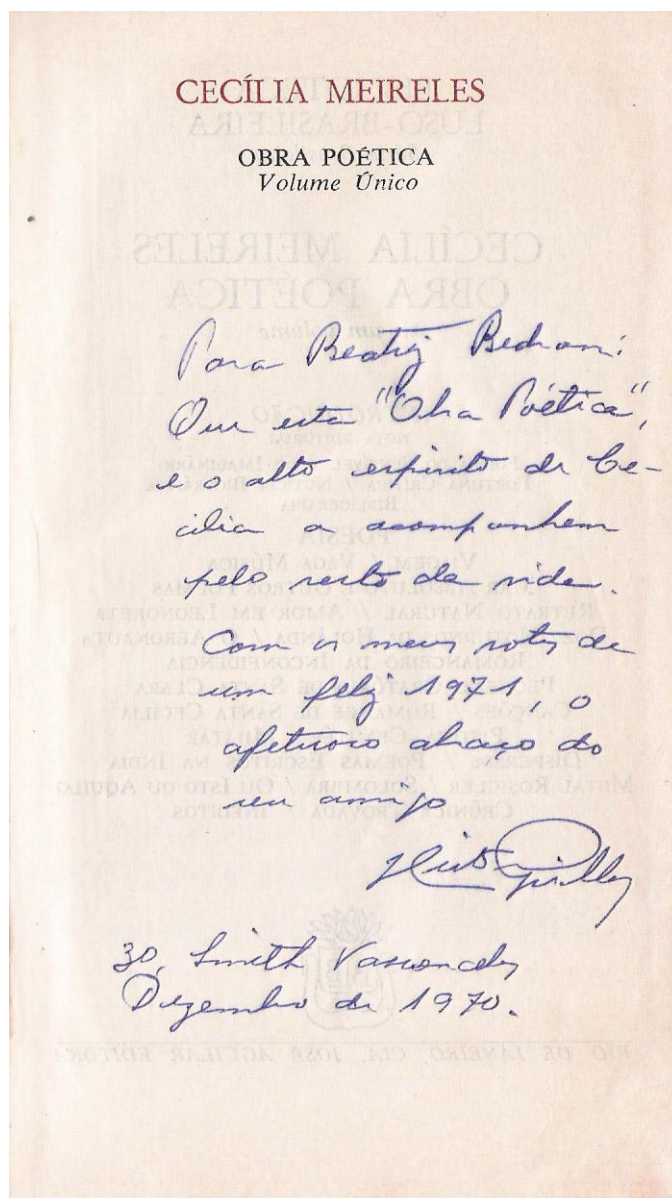 CECÍLIA MEIRELES
OBRA POÉTICA
Volume Único
Para Beatriz Bedran:
Que esta "Obra Poética",
e o alto espírito de Ce-
cília a acompanhem
pelo resto da vida.
Com os meus votos de
um feliz 1971, o
afetuoso abraço do
seu amigo
30, Smith Vasconcelos
Dezembro de 1970.